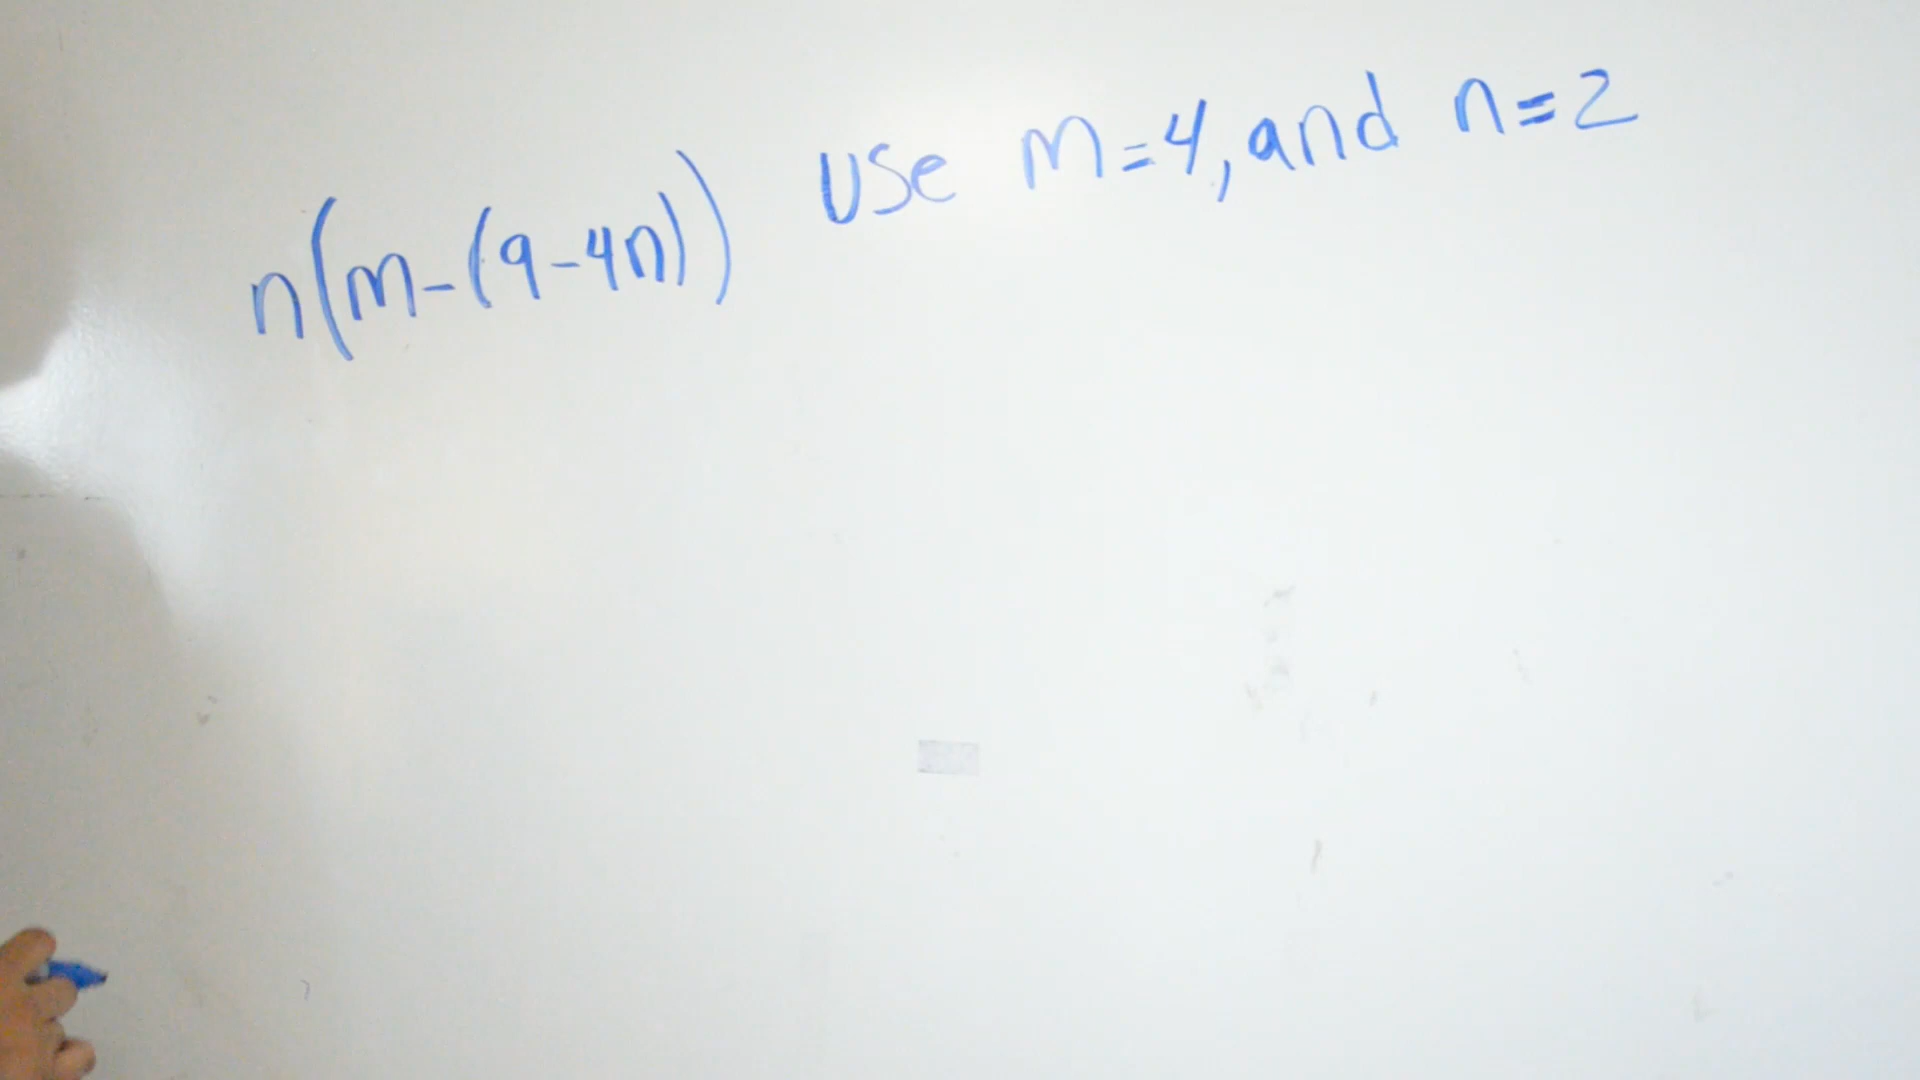 n(m-(9-4n)) use m=4, and n=2